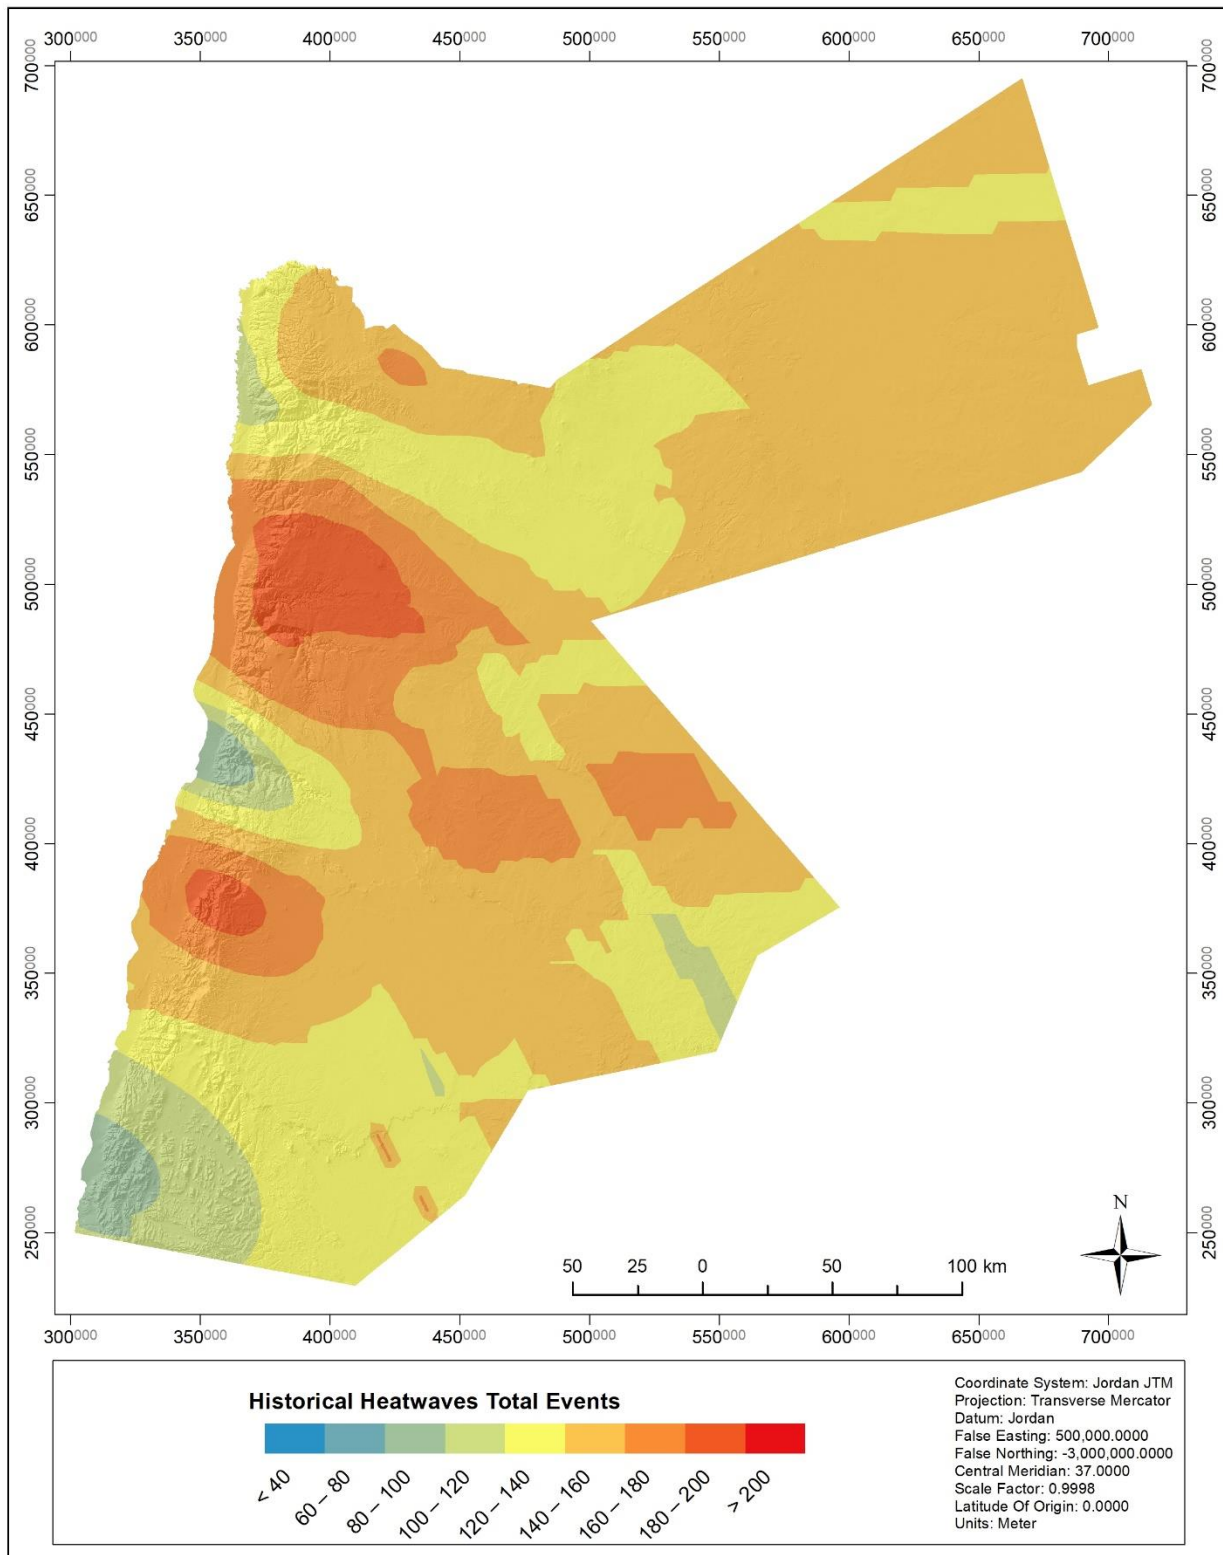 300000 350000 400000 450000 500000 550000 600000 650000 700000
700000 700000
650000 650000
600000 600000
550000 550000
500000 500000
450000 450000
400000 400000
350000 350000
300000 300000
250000 250000
N
50 25 0 50 100 km
300000 350000 400000 450000 500000 550000 600000 650000 700000
Historical Heatwaves Total Events
< 40 60 – 80 80 – 100 100 – 120 120 – 140 140 – 160 160 – 180 180 – 200 > 200
Coordinate System: Jordan JTM
Projection: Transverse Mercator
Datum: Jordan
False Easting: 500,000.0000
False Northing: -3,000,000.0000
Central Meridian: 37.0000
Scale Factor: 0.9998
Latitude Of Origin: 0.0000
Units: Meter